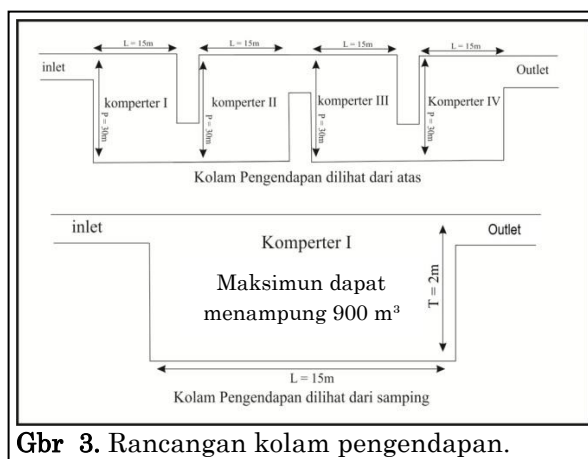 L = 15m L = 15m L = 15m L = 15m
inlet Outlet
komperter I komperter II komperter III Komperter IV
P = 30m P = 30m P = 30m P = 30m
Kolam Pengendapan dilihat dari atas
inlet Komperter I Outlet
Maksimun dapat
menampung 900 m³
T = 2m
L = 15m
Kolam Pengendapan dilihat dari samping
Gbr 3. Rancangan kolam pengendapan.